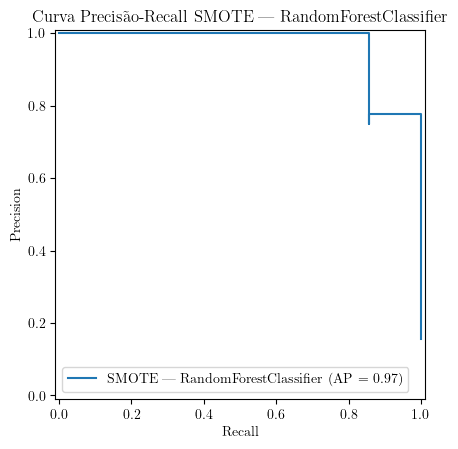 Curva Precisão-Recall SMOTE — RandomForestClassifier
1.0
0.8
0.6
0.4
0.2
0.0
Precision
SMOTE — RandomForestClassifier (AP = 0.97)
0.0 0.2 0.4 0.6 0.8 1.0
Recall